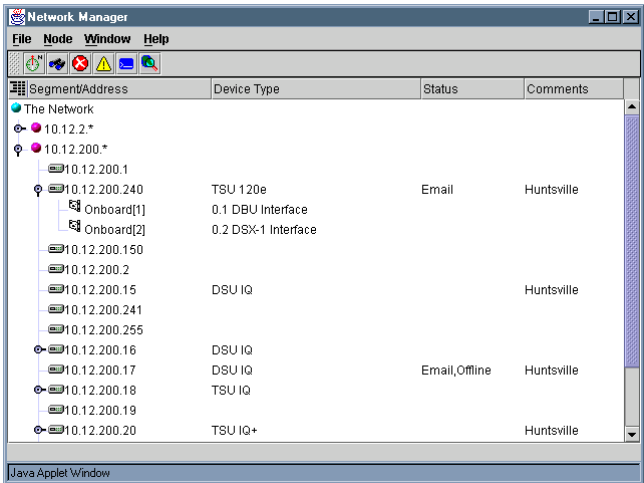 Network Manager
File Node Window Help
Segment/Address Device Type Status Comments
The Network
10.12.2.*
10.12.200.*
10.12.200.1
10.12.200.240 TSU 120e Email Huntsville
Onboard[1] 0.1 DBU Interface
Onboard[2] 0.2 DSX-1 Interface
10.12.200.150
10.12.200.2
10.12.200.15 DSU IQ Huntsville
10.12.200.241
10.12.200.255
10.12.200.16 DSU IQ
10.12.200.17 DSU IQ Email,Offline Huntsville
10.12.200.18 TSU IQ
10.12.200.19
10.12.200.20 TSU IQ+ Huntsville
Java Applet Window